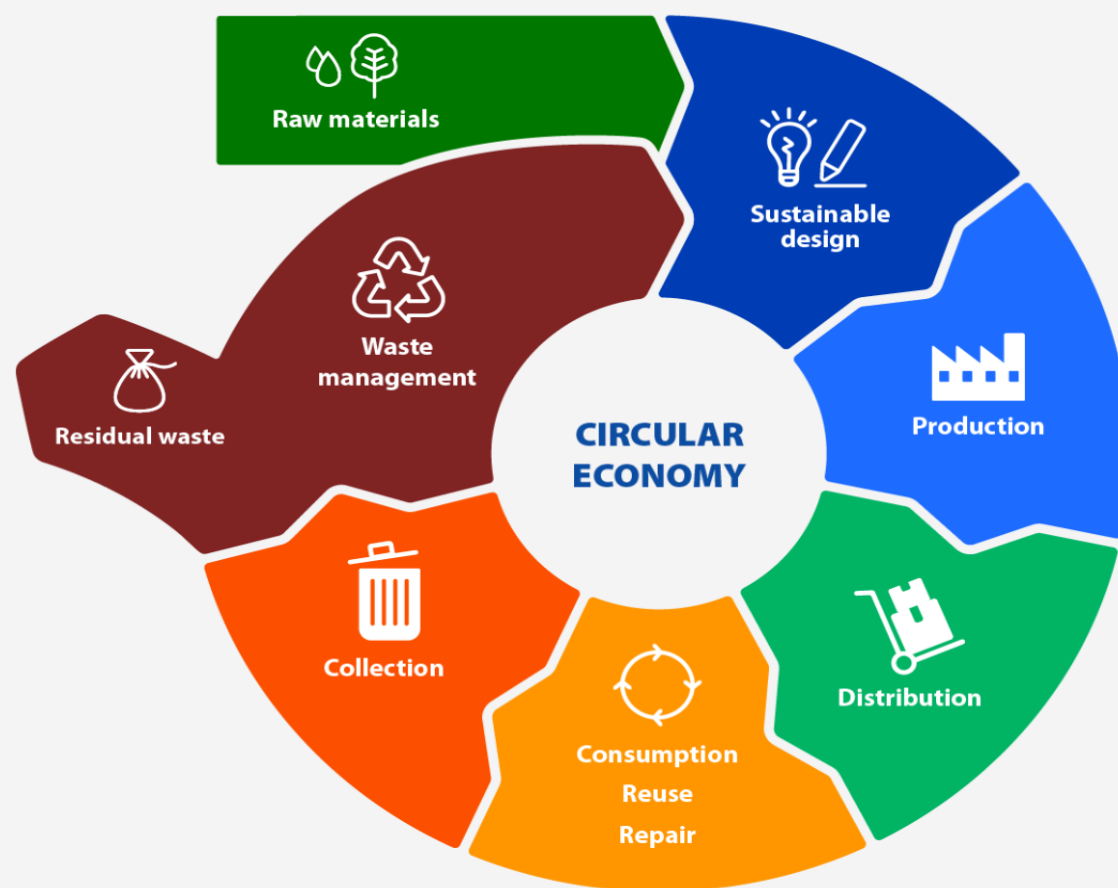 Raw materials
Sustainable
design
Production
Distribution
Consumption
Reuse
Repair
Collection
Waste
management
Residual waste
CIRCULAR
ECONOMY